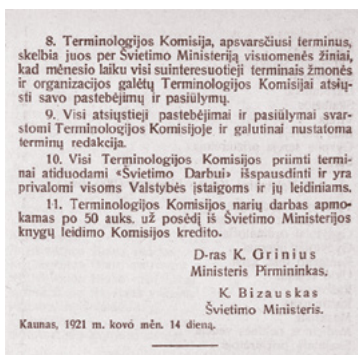 8. Terminologijos Komisija, apsvarsčiusi terminus,
skelbia juos per Švietimo Ministeriją visuomenės žiniai,
kad mėnesio laiku visi suinteresuotieji terminais žmonės
ir organizacijos galėtų Terminologijos Komisijai atsių-
sti savo pastebėjimų ir pasiūlymų.
9. Visi atsiųstieji pastebėjimai ir pasiūlymai svar-
stomi Terminologijos Komisijoje ir galutinai nustatoma
terminų redakcija.
10. Visi Terminologijos Komisijos priimti termi-
nai atiduodami «Švietimo Darbui» išspausdinti ir yra
privalomi visoms Valstybės įstaigoms ir jų leidiniams.
11. Terminologijos Komisijos narių darbas apmo-
kamas po 50 auks. už posėdį iš Švietimo Ministerijos
knygų leidimo Komisijos kredito.
D-ras K. Grinius
Ministeris Pirmininkas.
K. Bizauskas
Švietimo Ministeris.
Kaunas, 1921 m. kovo mėn. 14 dieną.